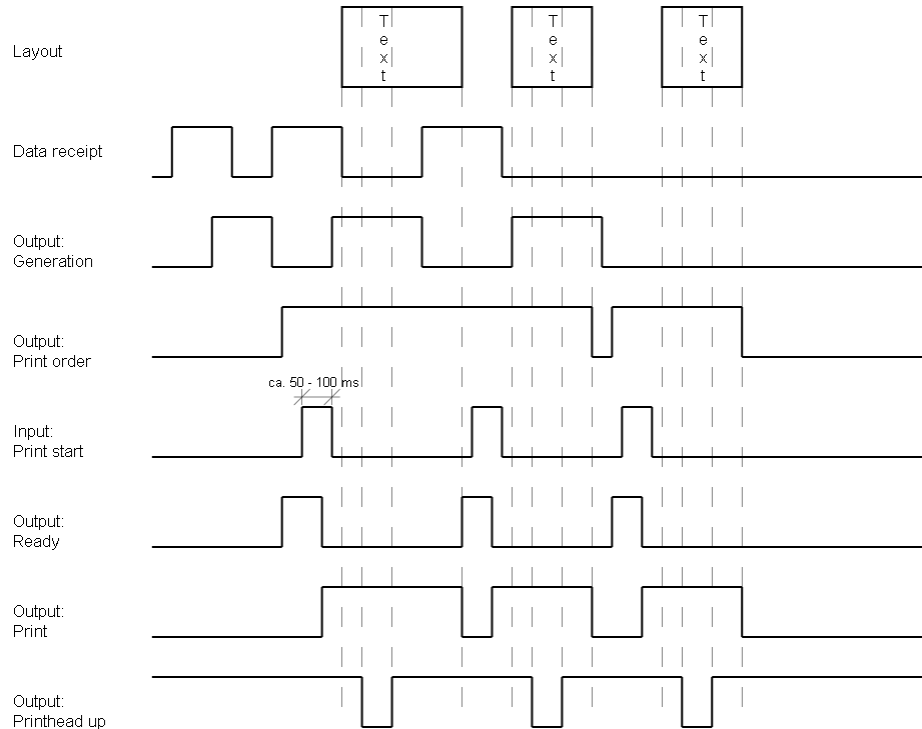 Layout
T
e
x
t
T
e
x
t
T
e
x
t
Data receipt
Output:
Generation
Output:
Print order
ca. 50 - 100 ms
Input:
Print start
Output:
Ready
Output:
Print
Output:
Printhead up